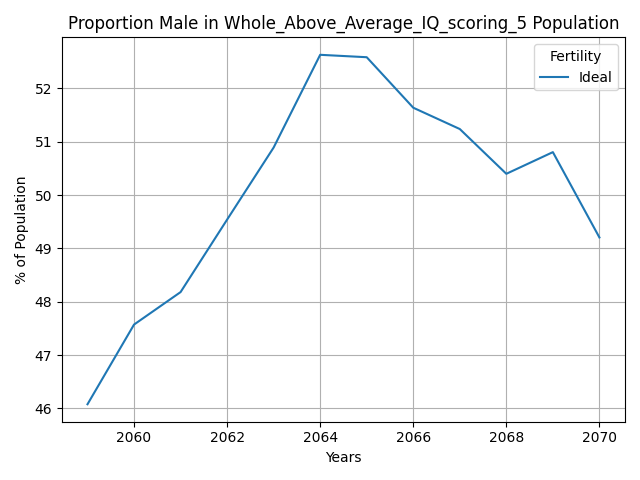 Proportion Male in Whole_Above_Average_IQ_scoring_5 Population
Fertility
Ideal
% of Population
52
51
50
49
48
47
46
2060 2062 2064 2066 2068 2070
Years